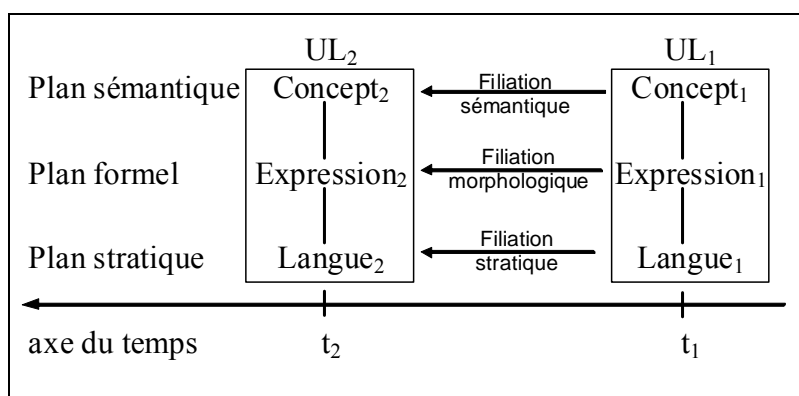 UL₂ UL₁
Plan sémantique Concept₂ Filiation sémantique Concept₁
Plan formel Expression₂ Filiation morphologique Expression₁
Plan stratique Langue₂ Filiation stratique Langue₁
axe du temps t₂ t₁